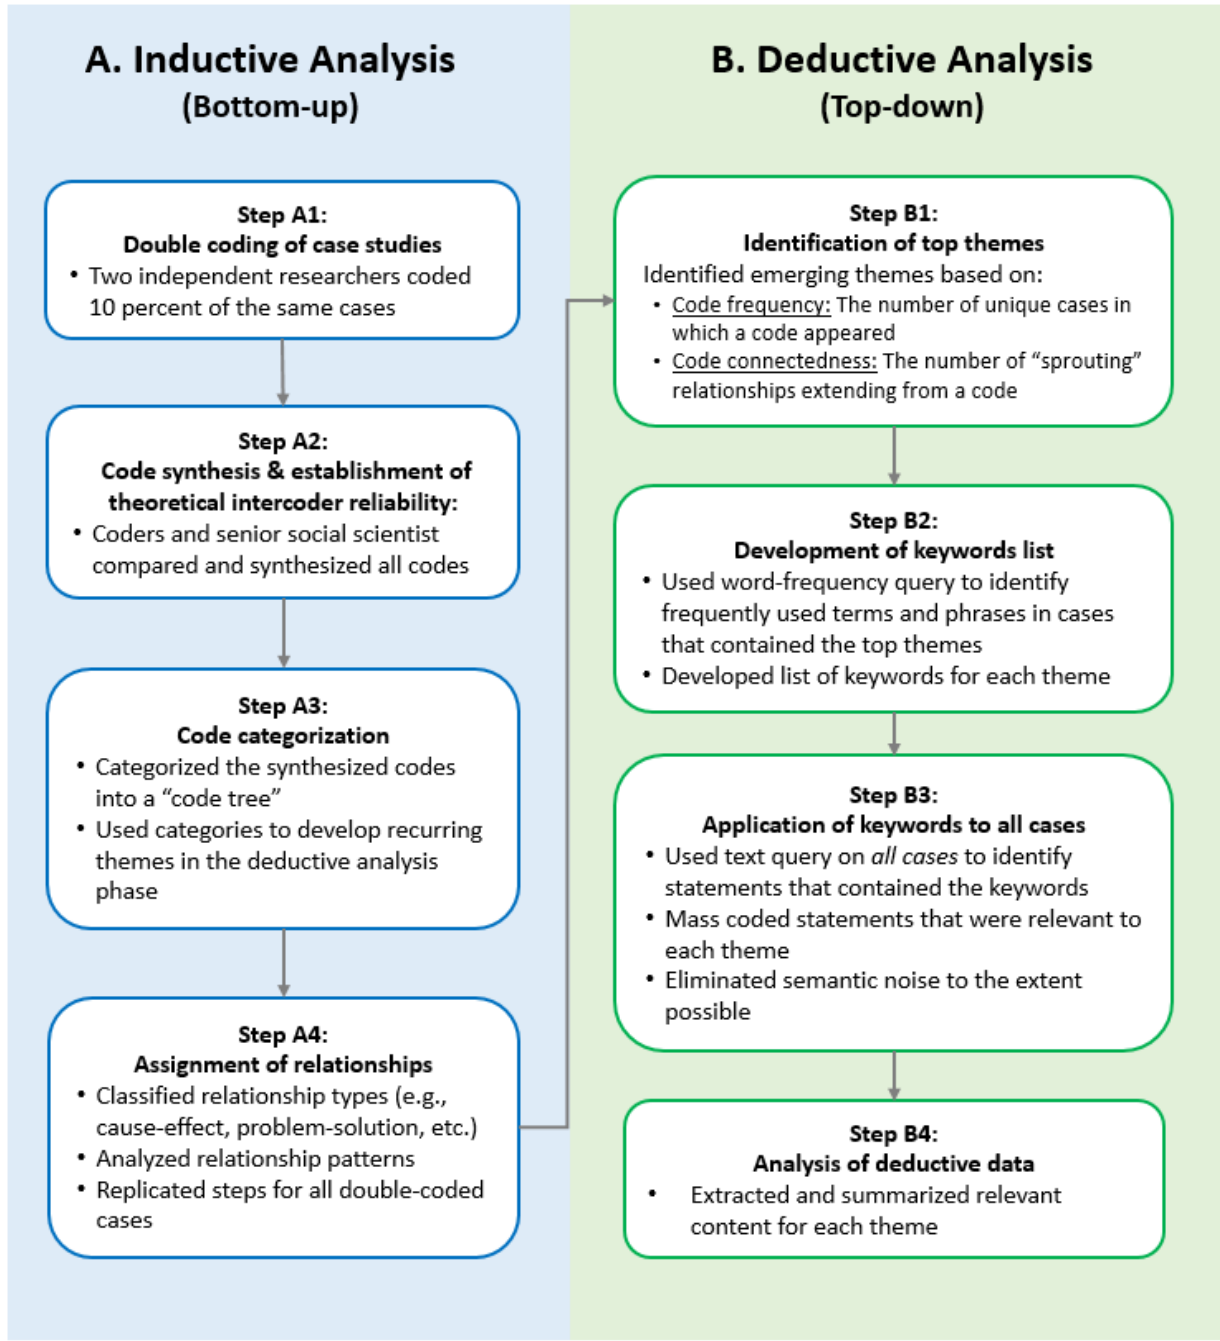 A. Inductive Analysis
(Bottom-up)
Step A1:
Double coding of case studies
• Two independent researchers coded
10 percent of the same cases
Step A2:
Code synthesis & establishment of
theoretical intercoder reliability:
• Coders and senior social scientist
compared and synthesized all codes
Step A3:
Code categorization
• Categorized the synthesized codes
into a “code tree”
• Used categories to develop recurring
themes in the deductive analysis
phase
Step A4:
Assignment of relationships
• Classified relationship types (e.g.,
cause-effect, problem-solution, etc.)
• Analyzed relationship patterns
• Replicated steps for all double-coded
cases
B. Deductive Analysis
(Top-down)
Step B1:
Identification of top themes
Identified emerging themes based on:
• Code frequency: The number of unique cases in
which a code appeared
• Code connectedness: The number of “sprouting”
relationships extending from a code
Step B2:
Development of keywords list
• Used word-frequency query to identify
frequently used terms and phrases in cases
that contained the top themes
• Developed list of keywords for each theme
Step B3:
Application of keywords to all cases
• Used text query on all cases to identify
statements that contained the keywords
• Mass coded statements that were relevant to
each theme
• Eliminated semantic noise to the extent
possible
Step B4:
Analysis of deductive data
• Extracted and summarized relevant
content for each theme